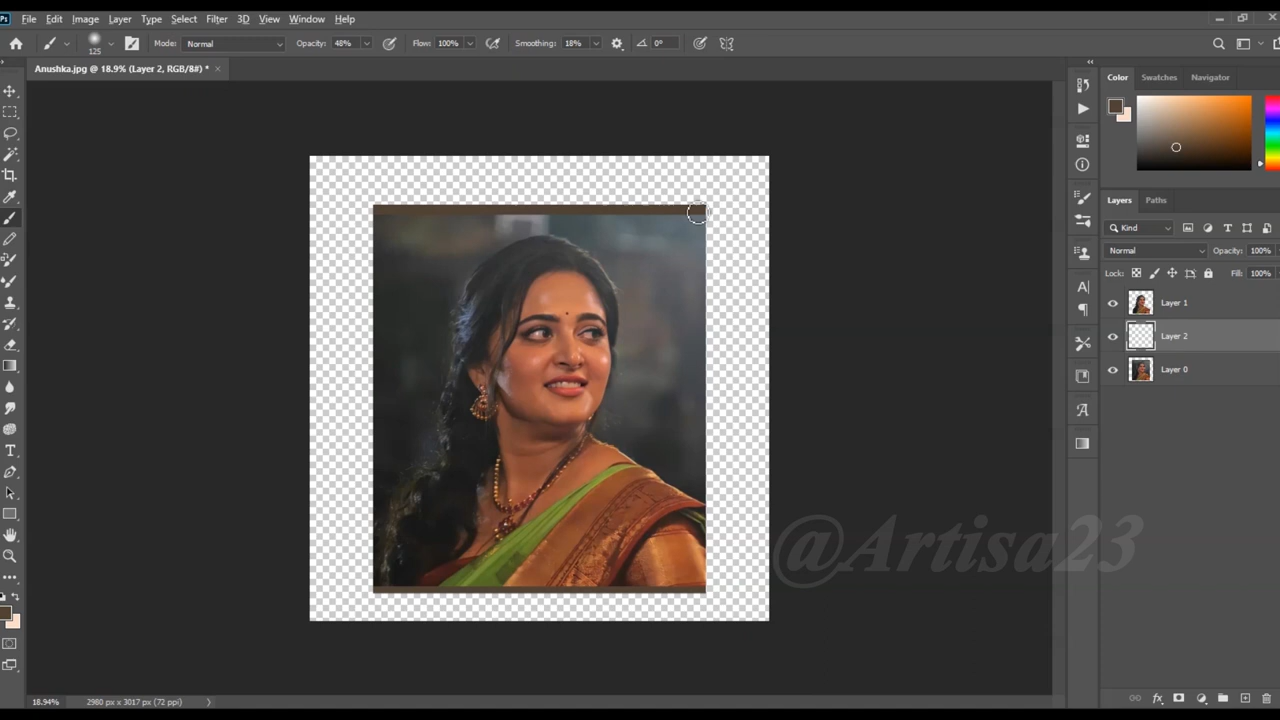 Ps File Edit Image Layer Type Select Filter 3D View Window Help
125 Mode: Normal Opacity: 48% Flow: 100% Smoothing: 18% 0°
Anushka.jpg @ 18.9% (Layer 2, RGB/8#) * ×
Color Swatches Navigator
Layers Paths
Kind
Normal Opacity: 100%
Lock: Fill: 100%
Layer 1
Layer 2
Layer 0
@Artisa23
18.94% 2980 px x 3017 px (72 ppi)